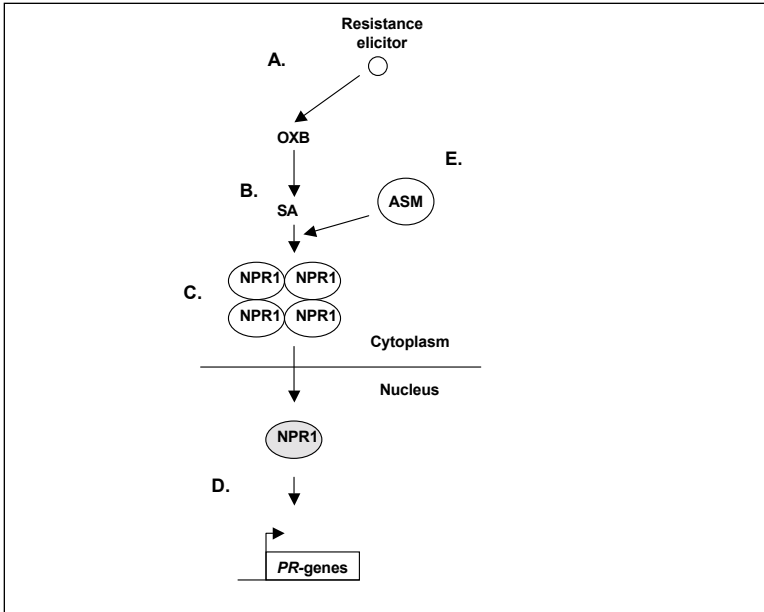 Resistance
elicitor
A.
OXB
E.
B.
ASM
SA
NPR1 NPR1
C.
NPR1 NPR1
Cytoplasm
Nucleus
NPR1
D.
PR-genes